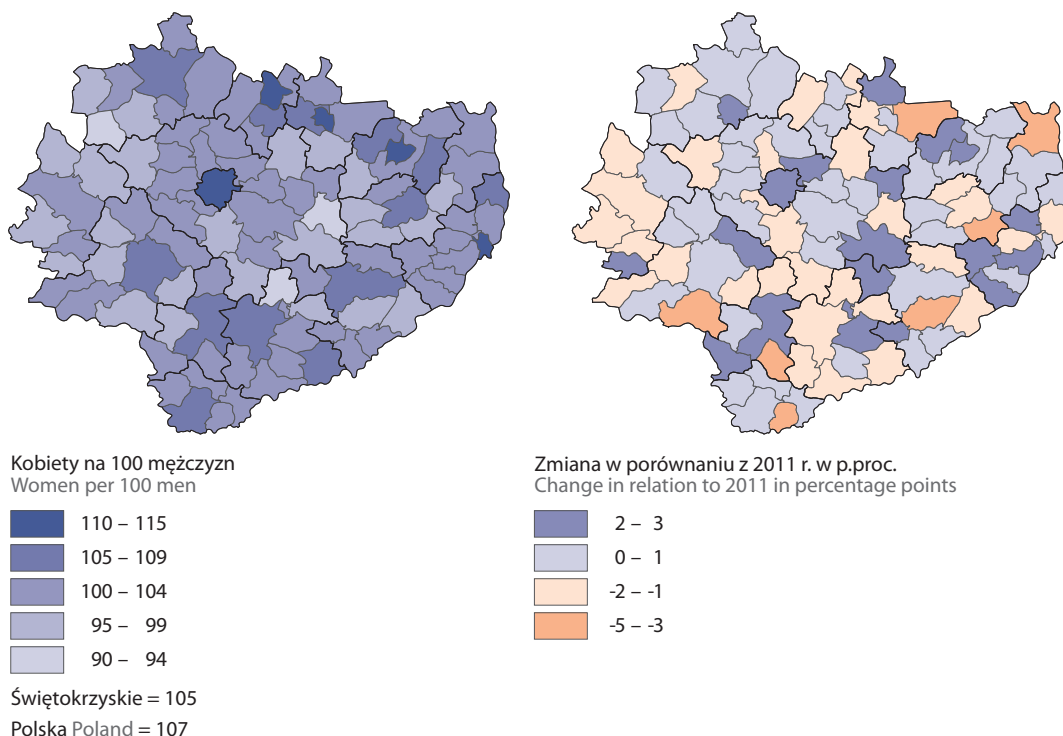 Kobiety na 100 mężczyzn
Women per 100 men
110 – 115
105 – 109
100 – 104
95 – 99
90 – 94
Świętokrzyskie = 105
Polska Poland = 107
Zmiana w porównaniu z 2011 r. w p.proc.
Change in relation to 2011 in percentage points
2 – 3
0 – 1
-2 – -1
-5 – -3